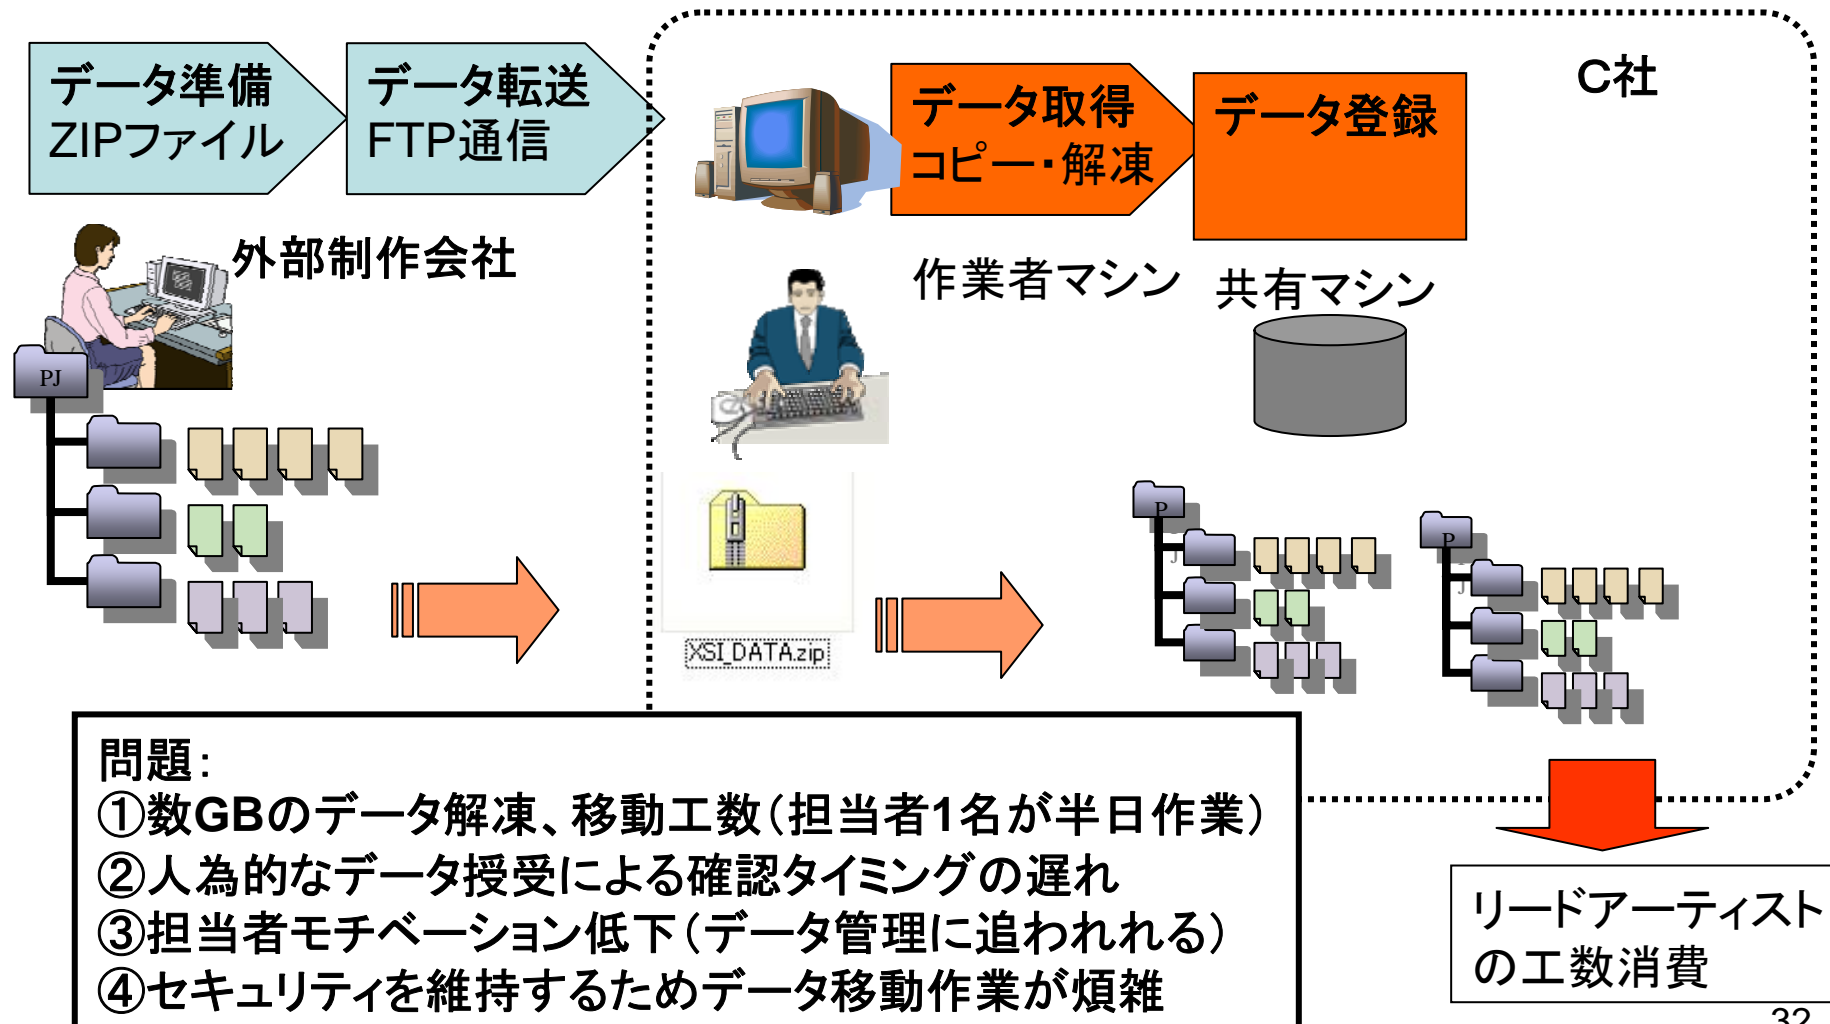 データ準備
ZIPファイル
データ転送
FTP通信
データ取得
コピー・解凍
データ登録
C社
外部制作会社
作業者マシン
共有マシン
PJ
XSI_DATA.zip
P
J
P
J
問題：
①数GBのデータ解凍、移動工数（担当者1名が半日作業）
②人為的なデータ授受による確認タイミングの遅れ
③担当者モチベーション低下（データ管理に追われれる）
④セキュリティを維持するためデータ移動作業が煩雑
リードアーティスト
の工数消費
32